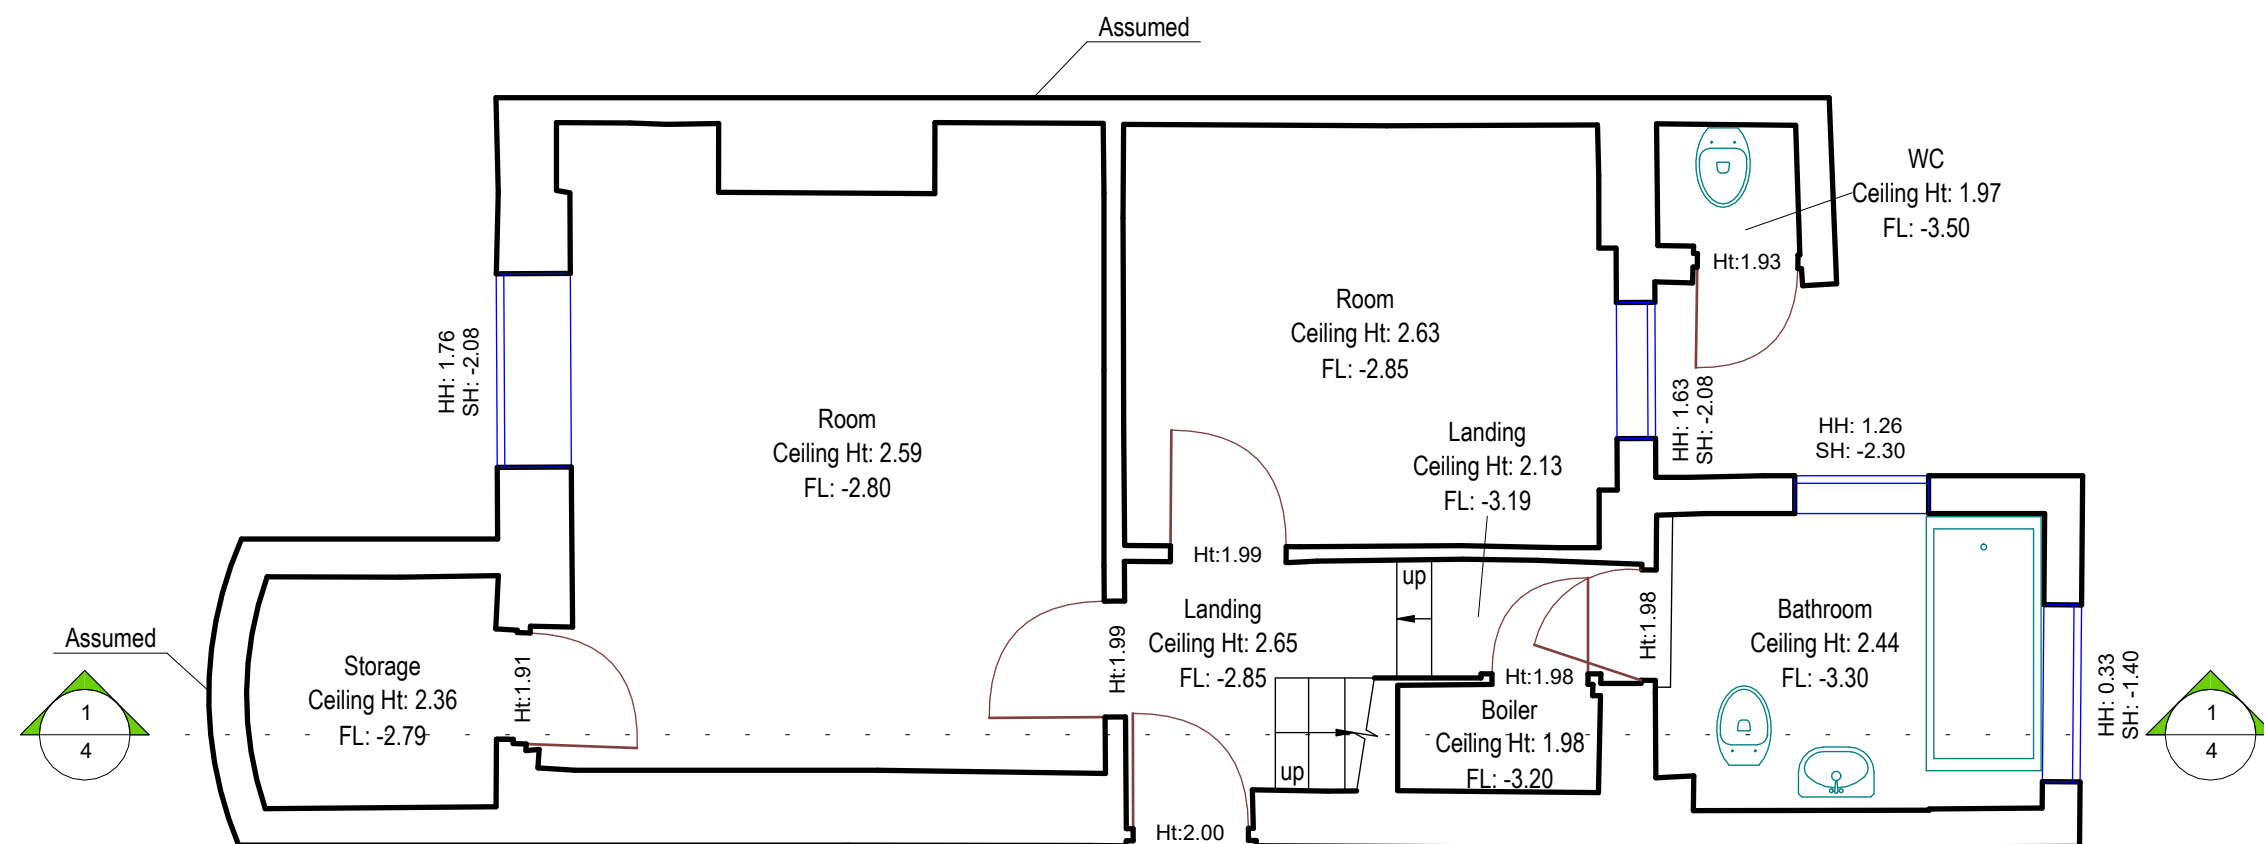 Assumed
WC
Ceiling Ht: 1.97
FL: -3.50
Ht:1.93
Room
Ceiling Ht: 2.63
FL: -2.85
HH: 1.76
SH: -2.08
Room
Ceiling Ht: 2.59
FL: -2.80
HH: 1.63
SH: -2.08
Landing
Ceiling Ht: 2.13
FL: -3.19
HH: 1.26
SH: -2.30
Ht:1.99
up
Landing
Ceiling Ht: 2.65
FL: -2.85
Ht:1.99
Ht:1.98
Bathroom
Ceiling Ht: 2.44
FL: -3.30
Assumed
Storage
Ceiling Ht: 2.36
FL: -2.79
Ht:1.91
Ht:1.98
Boiler
Ceiling Ht: 1.98
FL: -3.20
HH: 0.33
SH: -1.40
1
4
1
4
up
Ht:2.00